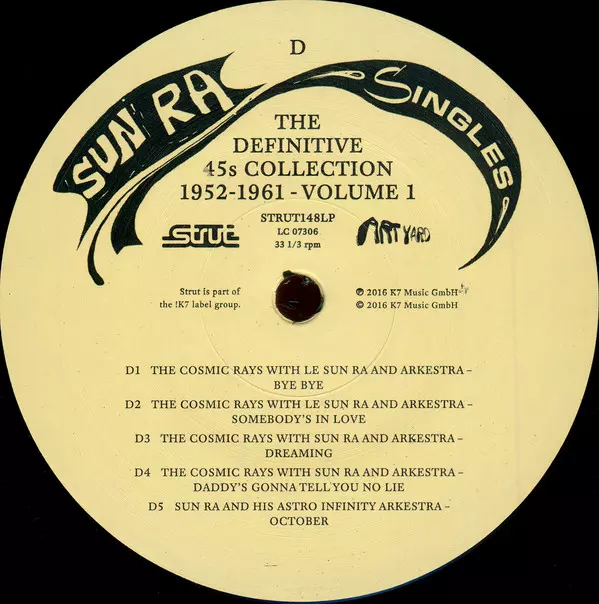 D
SUN RA
SINGLES
THE
DEFINITIVE
45s COLLECTION
1952-1961 - VOLUME 1
STRUT148LP
LC 07306
33 1/3 rpm
Strut
ART YARD
Strut is part of
the !K7 label group.
℗ 2016 K7 Music GmbH
© 2016 K7 Music GmbH
D1 THE COSMIC RAYS WITH LE SUN RA AND ARKESTRA –
BYE BYE
D2 THE COSMIC RAYS WITH LE SUN RA AND ARKESTRA –
SOMEBODY'S IN LOVE
D3 THE COSMIC RAYS WITH SUN RA AND ARKESTRA –
DREAMING
D4 THE COSMIC RAYS WITH SUN RA AND ARKESTRA –
DADDY'S GONNA TELL YOU NO LIE
D5 SUN RA AND HIS ASTRO INFINITY ARKESTRA –
OCTOBER